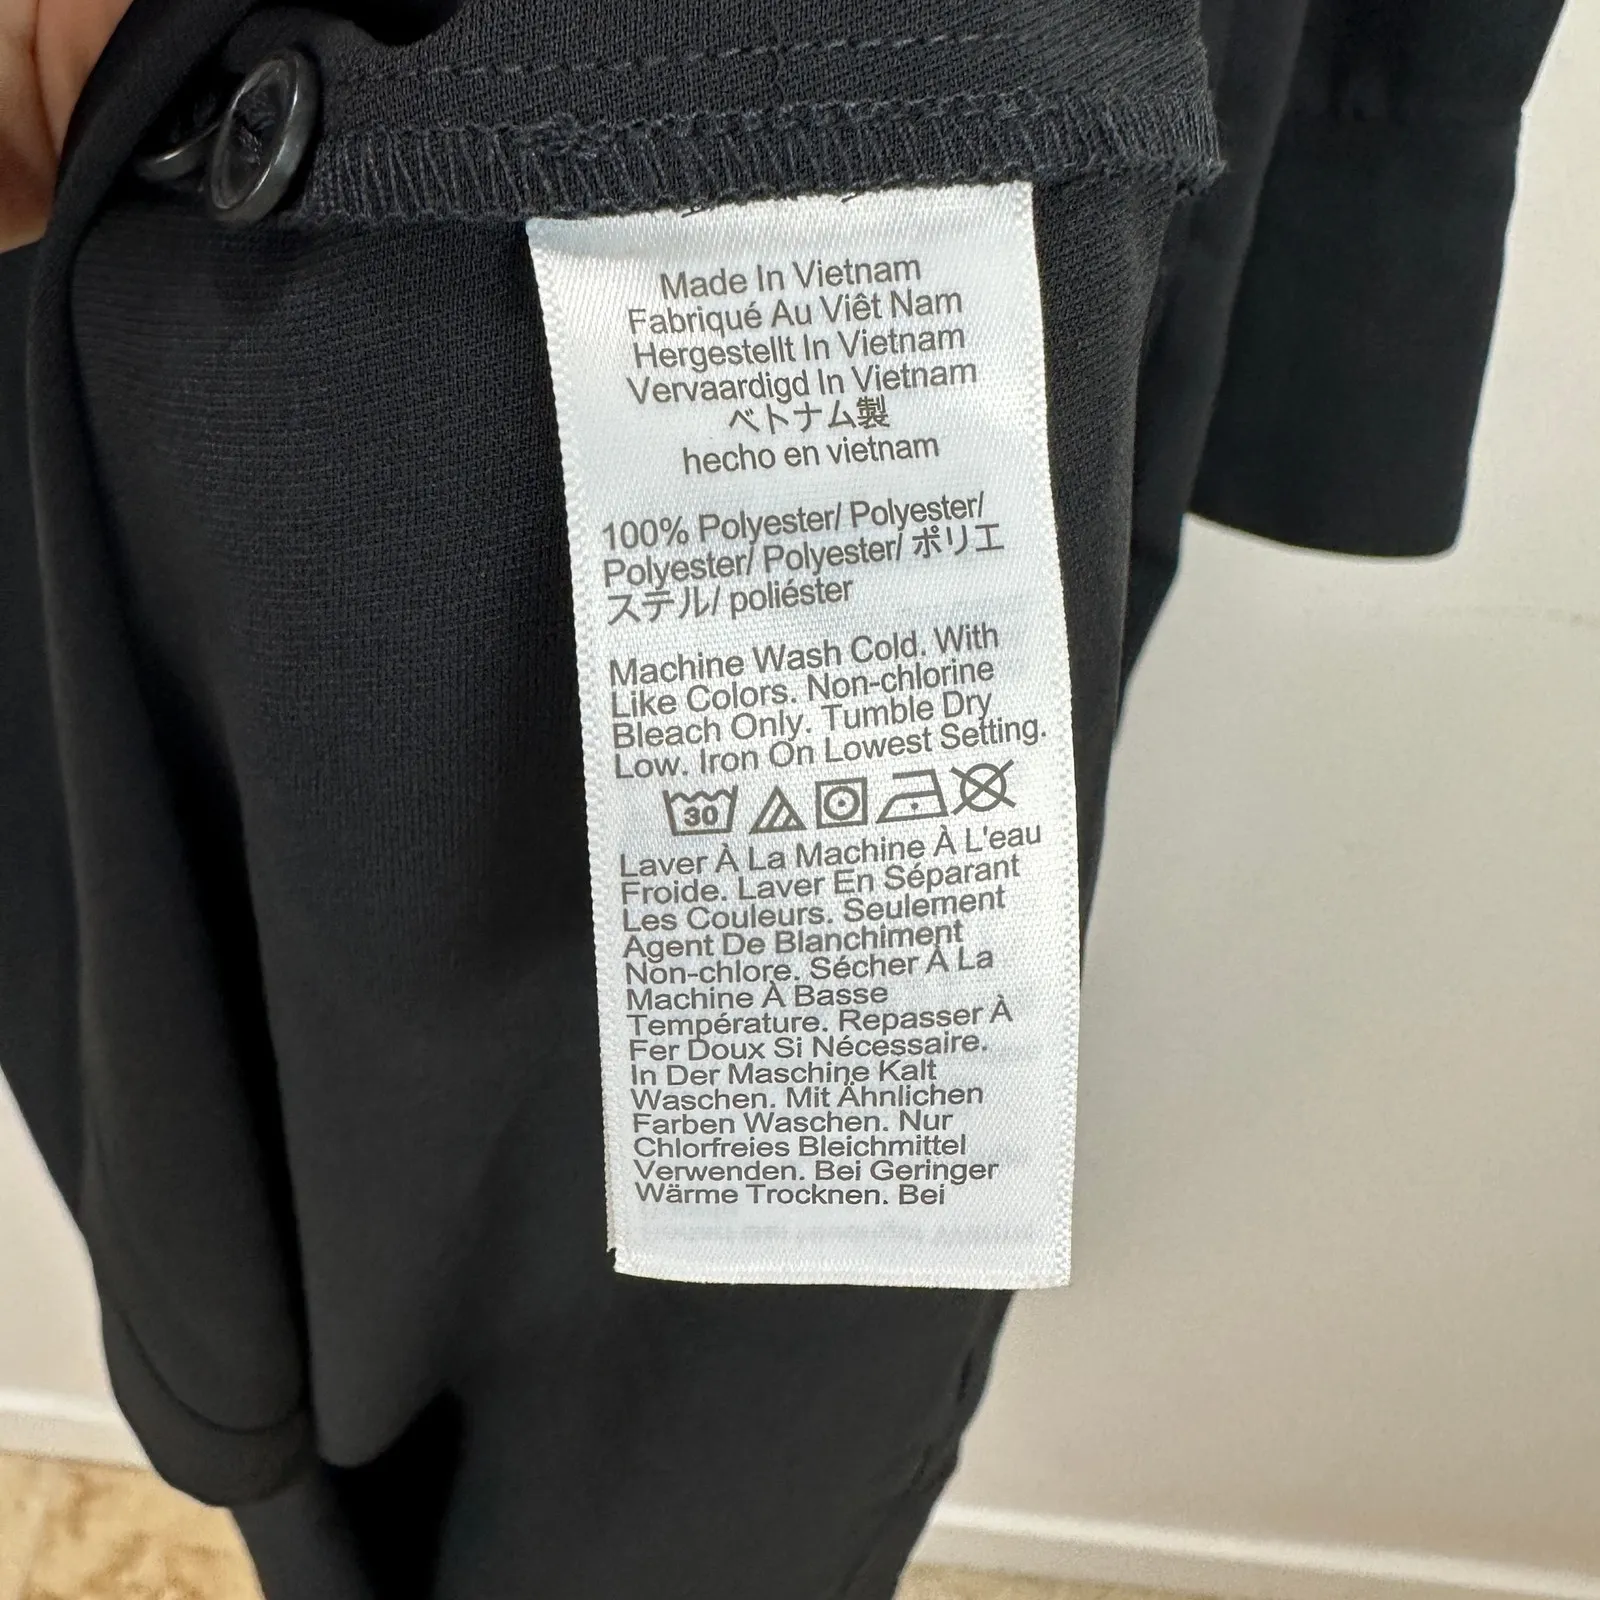 Made In Vietnam
Fabriqué Au Viêt Nam
Hergestellt In Vietnam
Vervaardigd In Vietnam
ベトナム製
hecho en vietnam
100% Polyester/ Polyester/
Polyester/ Polyester/ ポリエ
ステル/ poliéster
Machine Wash Cold. With
Like Colors. Non-chlorine
Bleach Only. Tumble Dry
Low. Iron On Lowest Setting.
30
Laver À La Machine À L'eau
Froide. Laver En Séparant
Les Couleurs. Seulement
Agent De Blanchiment
Non-chlore. Sécher À La
Machine À Basse
Température. Repasser À
Fer Doux Si Nécessaire.
In Der Maschine Kalt
Waschen. Mit Ähnlichen
Farben Waschen. Nur
Chlorfreies Bleichmittel
Verwenden. Bei Geringer
Wärme Trocknen. Bei